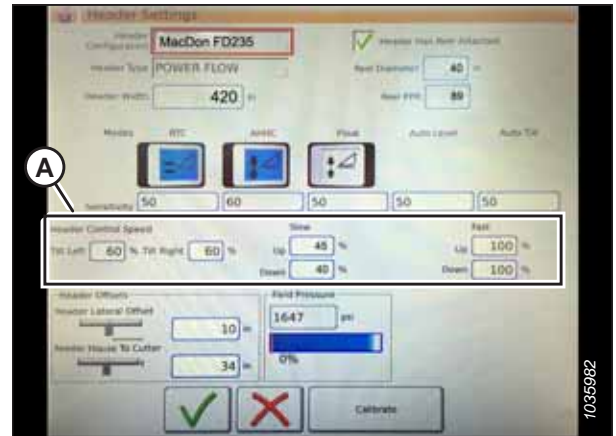 Header Settings
Header Configuration MacDon FD235 Header Has Reel Attached
Header Type POWER FLOW Reel Diameter 40 in
Header Width 420 in Reel PPR 89
Modes RTC AHHC Float Auto Level Auto Tilt
Sensitivity 50 60 50 50 50
A
Header Control Speed Slow Fast
Tilt Left 60 % Tilt Right 60 % Up 45 % Up 100 %
Down 40 % Down 100 %
Header Offsets Field Pressure
Header Lateral Offset 1647 psi
10 in
Feeder House To Cutter 0%
34 in
Calibrate
1035982